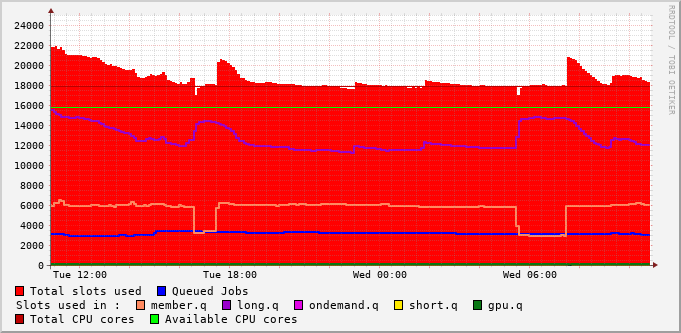 RRDTOOL / TOBI OETIKER
24000
22000
20000
18000
16000
14000
12000
10000
8000
6000
4000
2000
0
Tue 12:00 Tue 18:00 Wed 00:00 Wed 06:00
Total slots used Queued Jobs
Slots used in : member.q long.q ondemand.q short.q gpu.q
Total CPU cores Available CPU cores